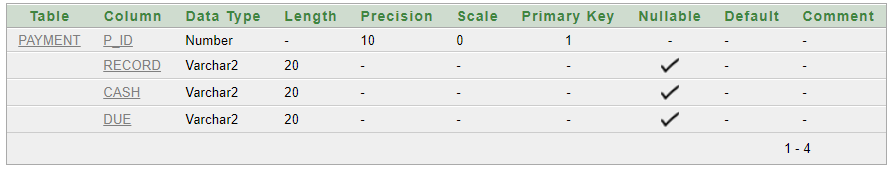 Table Column Data Type Length Precision Scale Primary Key Nullable Default Comment
PAYMENT P_ID Number - 10 0 1 - - -
RECORD Varchar2 20 - - - - -
CASH Varchar2 20 - - - - -
DUE Varchar2 20 - - - - -
1 - 4